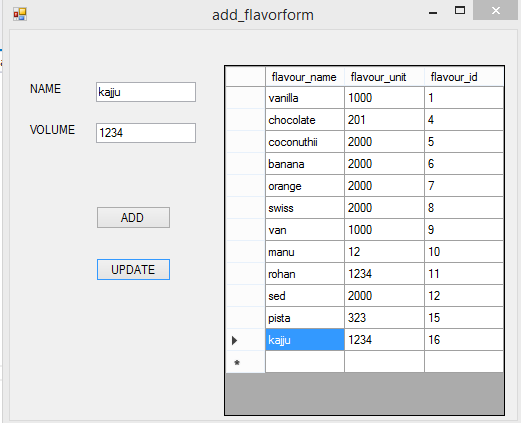 add_flavorform
NAME
kajju
VOLUME
1234
ADD
UPDATE
flavour_name flavour_unit flavour_id
vanilla 1000 1
chocolate 201 4
coconuthii 2000 5
banana 2000 6
orange 2000 7
swiss 2000 8
van 1000 9
manu 12 10
rohan 1234 11
sed 2000 12
pista 323 15
kajju 1234 16